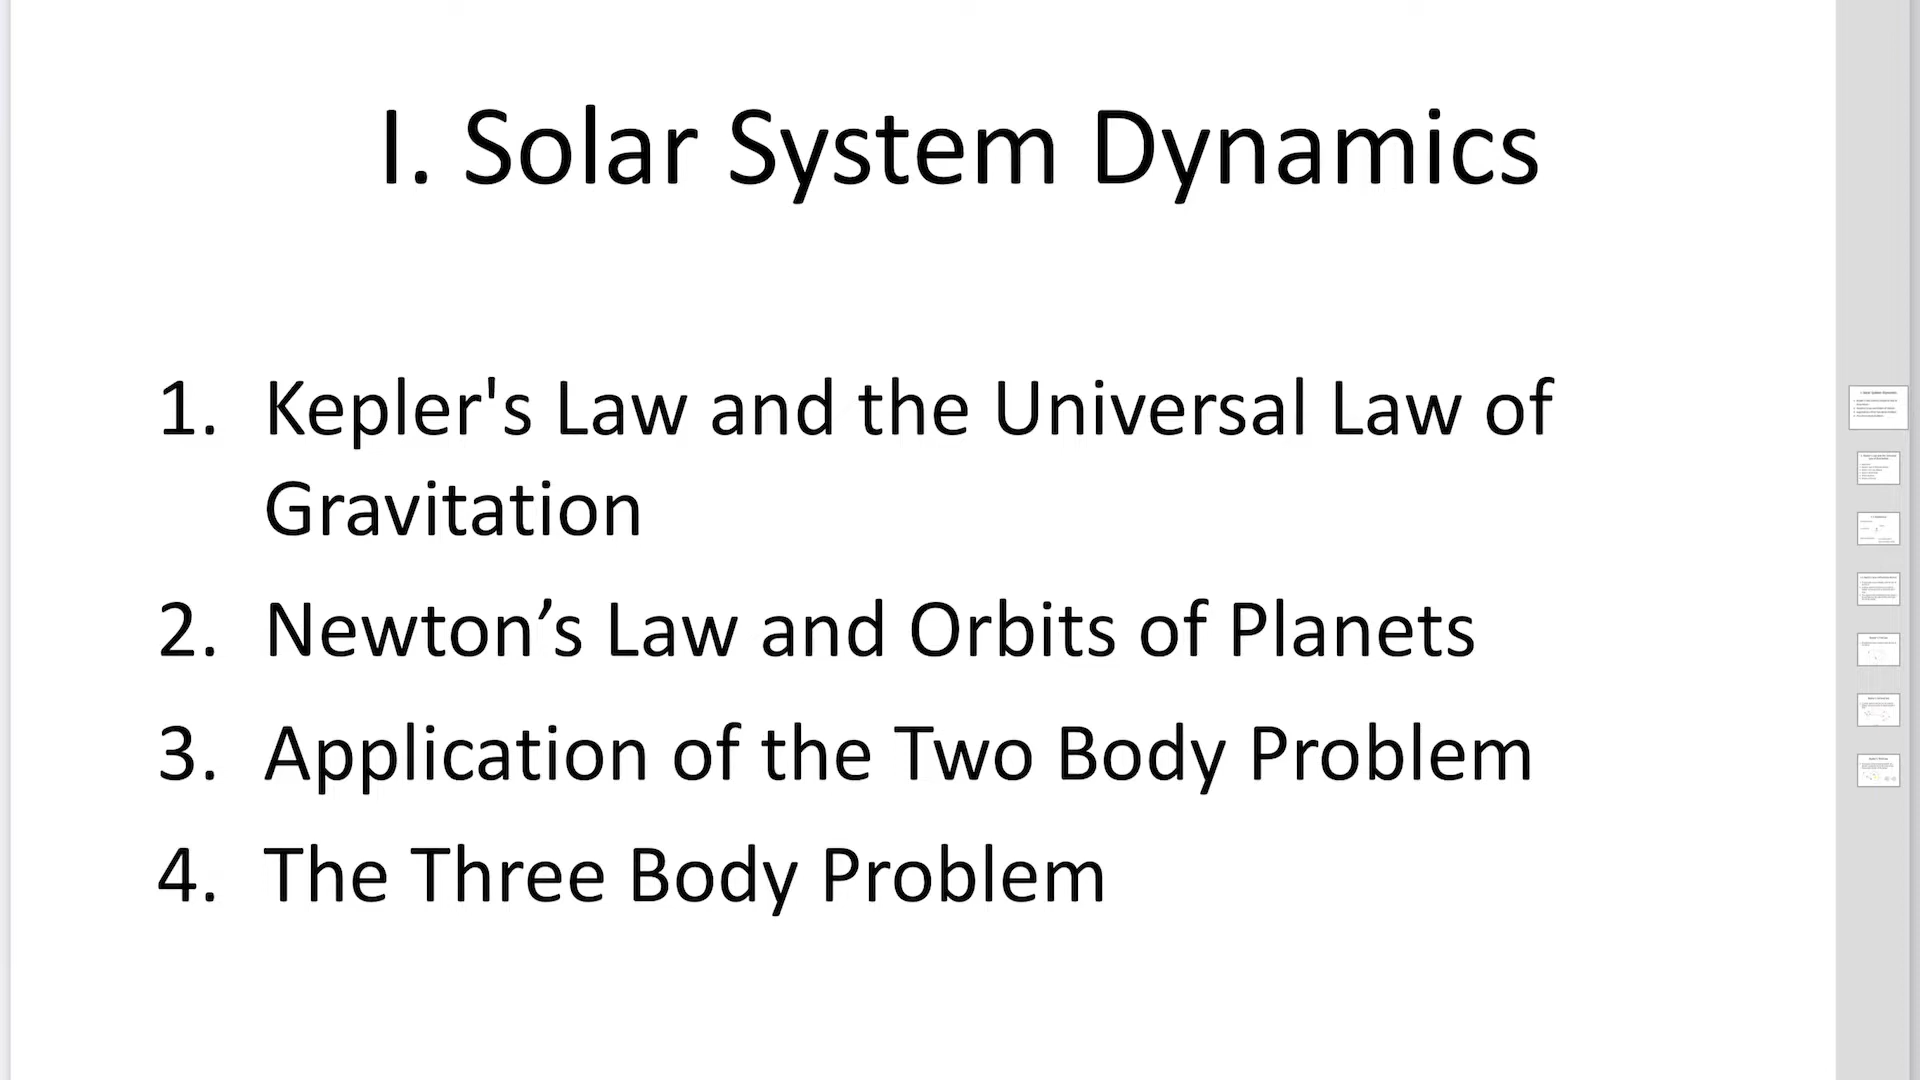 I. Solar System Dynamics
1. Kepler's Law and the Universal Law of
Gravitation
2. Newton’s Law and Orbits of Planets
3. Application of the Two Body Problem
4. The Three Body Problem